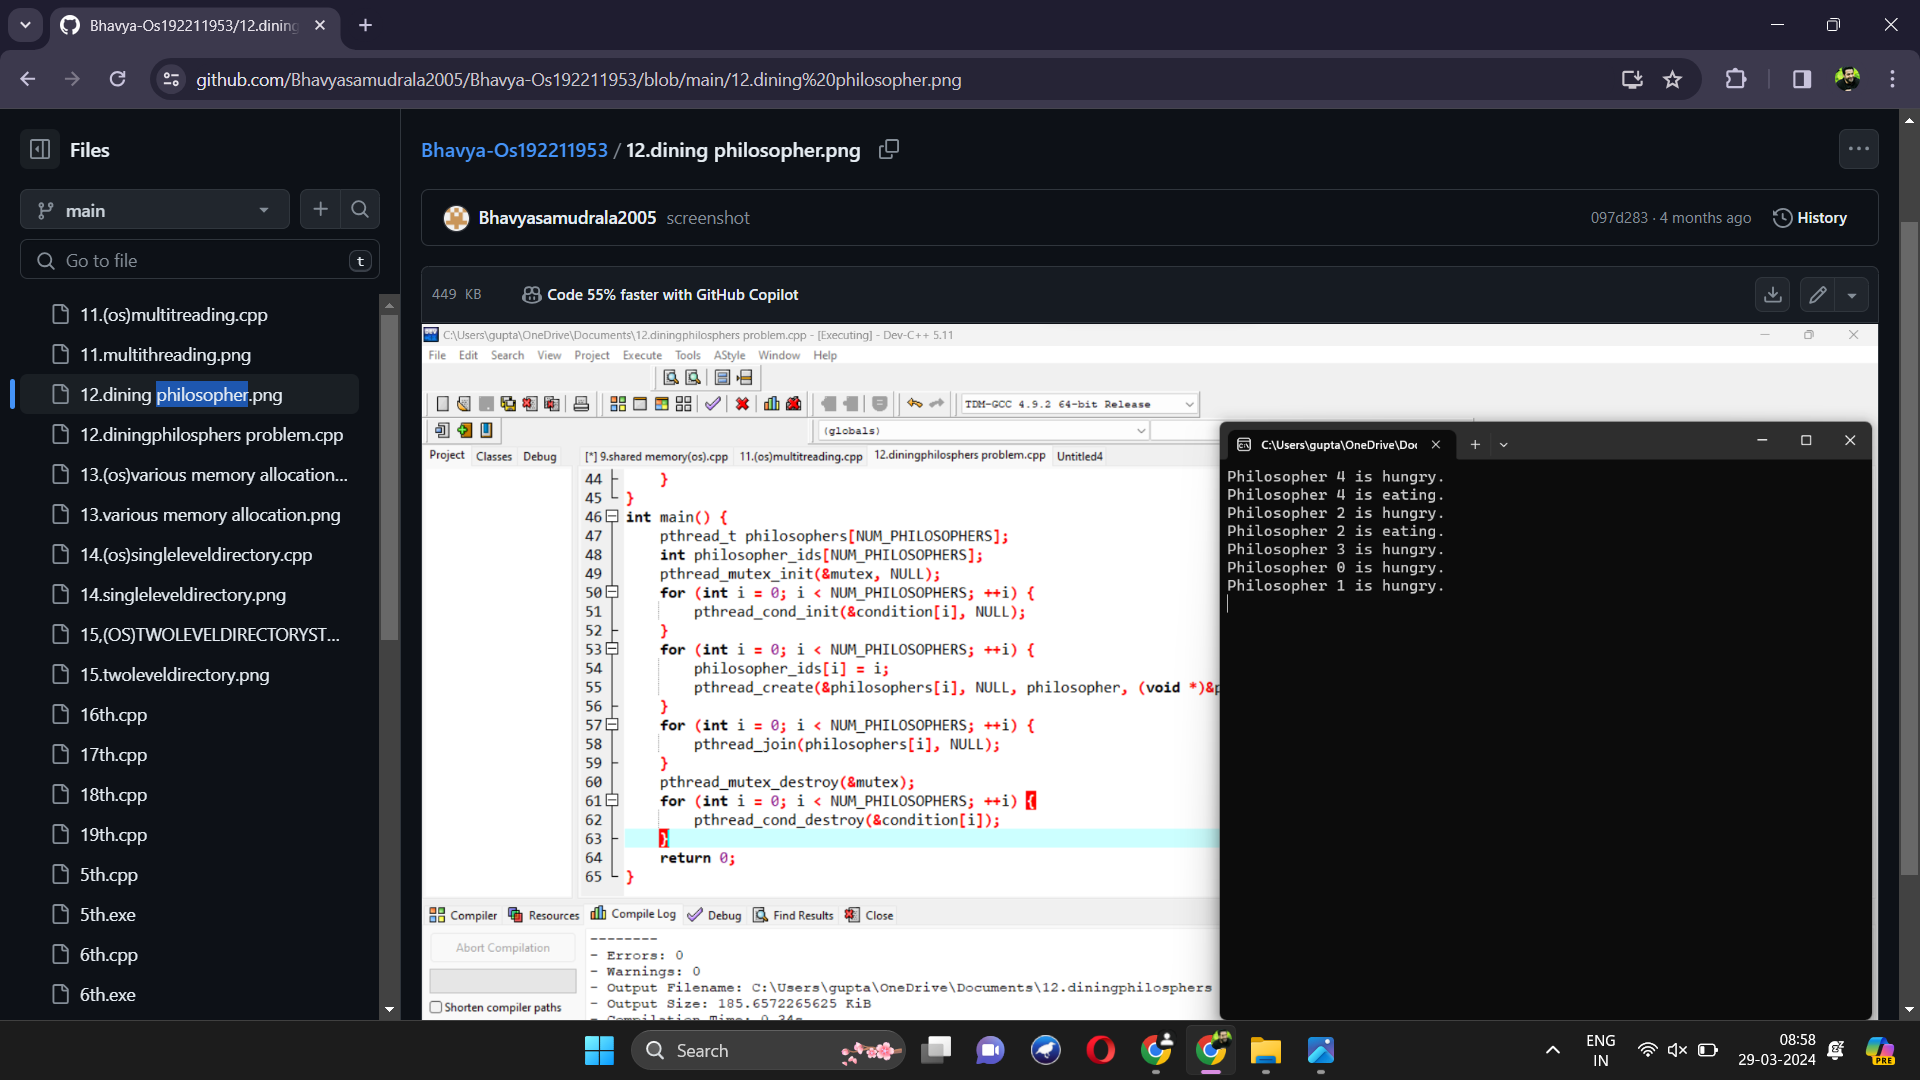 Bhavya-Os192211953/12.dining
github.com/Bhavyasamudrala2005/Bhavya-Os192211953/blob/main/12.dining%20philosopher.png
Files
main
Go to file
t
11.(os)multitreading.cpp
11.multithreading.png
12.dining philosopher.png
12.diningphilosphers problem.cpp
13.(os)various memory allocation...
13.various memory allocation.png
14.(os)singleleveldirectory.cpp
14.singleleveldirectory.png
15,(OS)TWOLEVELDIRECTORYST...
15.twoleveldirectory.png
16th.cpp
17th.cpp
18th.cpp
19th.cpp
5th.cpp
5th.exe
6th.cpp
6th.exe
Bhavya-Os192211953 / 12.dining philosopher.png
Bhavyasamudrala2005 screenshot
097d283 · 4 months ago
History
449 KB
Code 55% faster with GitHub Copilot
C:\Users\gupta\OneDrive\Documents\12.diningphilosphers problem.cpp - [Executing] - Dev-C++ 5.11
File Edit Search View Project Execute Tools AStyle Window Help
TDM-GCC 4.9.2 64-bit Release
(globals)
Project Classes Debug
[*] 9.shared memory(os).cpp 11.(os)multitreading.cpp 12.diningphilosphers problem.cpp Untitled4
44 }
45 }
46 int main() {
47 pthread_t philosophers[NUM_PHILOSOPHERS];
48 int philosopher_ids[NUM_PHILOSOPHERS];
49 pthread_mutex_init(&mutex, NULL);
50 for (int i = 0; i < NUM_PHILOSOPHERS; ++i) {
51 pthread_cond_init(&condition[i], NULL);
52 }
53 for (int i = 0; i < NUM_PHILOSOPHERS; ++i) {
54 philosopher_ids[i] = i;
55 pthread_create(&philosophers[i], NULL, philosopher, (void *)&p
56 }
57 for (int i = 0; i < NUM_PHILOSOPHERS; ++i) {
58 pthread_join(philosophers[i], NULL);
59 }
60 pthread_mutex_destroy(&mutex);
61 for (int i = 0; i < NUM_PHILOSOPHERS; ++i) {
62 pthread_cond_destroy(&condition[i]);
63 }
64 return 0;
65 }
Compiler Resources Compile Log Debug Find Results Close
Abort Compilation
Shorten compiler paths
--------
- Errors: 0
- Warnings: 0
- Output Filename: C:\Users\gupta\OneDrive\Documents\12.diningphilosphers
- Output Size: 185.6572265625 KiB
- Compilation Time: 0.34s
C:\Users\gupta\OneDrive\Doc
Philosopher 4 is hungry.
Philosopher 4 is eating.
Philosopher 2 is hungry.
Philosopher 2 is eating.
Philosopher 3 is hungry.
Philosopher 0 is hungry.
Philosopher 1 is hungry.
Search
ENG
IN
08:58
29-03-2024
PRE